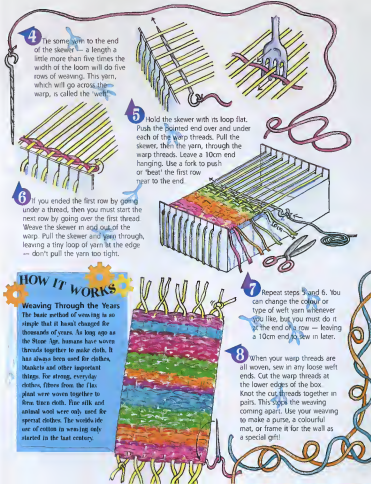 4
Tie some yarn to the end
of the skewer — a length a
little more than five times the
width of the loom will do five
rows of weaving. This yarn,
which will go across the
warp, is called the 'weft'.
5
Hold the skewer with its loop flat.
Push the pointed end over and under
each of the warp threads. Pull the
skewer, then the yarn, through the
warp threads. Leave a 10cm end
hanging. Use a fork to push
or 'beat' the first row
near to the end.
6
If you ended the first row by going
under a thread, then you must start the
next row by going over the first thread.
Weave the skewer in and out of the
warp. Pull the skewer and yarn through,
leaving a tiny loop of yarn at the edge
— don't pull the yarn too tight.
HOW IT WORKS
Weaving Through the Years
The basic method of weaving is so
simple that it hasn't changed for
thousands of years. As long ago as
the Stone Age, humans have woven
threads together to make cloth. It
has always been used for clothes,
blankets and other important
things. For strong, everyday
clothes, fibres from the flax
plant were woven together to
form linen cloth. Fine silk and
animal wool were only used for
special clothes. The worldwide
use of cotton in weaving only
started in the last century.
7
Repeat steps 5 and 6. You
can change the colour or
type of weft yarn whenever
you like, but you must do it
at the end of a row — leaving
a 10cm end to sew in later.
8
When your warp threads are
all woven, sew in any loose weft
ends. Cut the warp threads at
the lower edges of the box.
Knot the cut threads together in
pairs. This stops the weaving
coming apart. Use your weaving
to make a purse, a colourful
mat, or frame it for the wall as
a special gift!